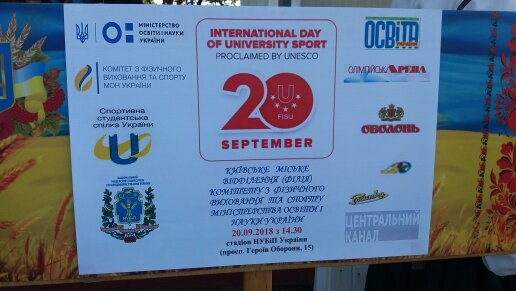 МІНІСТЕРСТВО
ОСВІТИ І НАУКИ
УКРАЇНИ
КОМІТЕТ З ФІЗИЧНОГО
ВИХОВАННЯ ТА СПОРТУ
МОН УКРАЇНИ
Спортивна
студентська
спілка України
INTERNATIONAL DAY
OF UNIVERSITY SPORT
PROCLAIMED BY UNESCO
20
U
FISU
SEPTEMBER
КИЇВСЬКЕ МІСЬКЕ
ВІДДІЛЕННЯ (ФІЛІЯ)
КОМІТЕТУ З ФІЗИЧНОГО
ВИХОВАННЯ ТА СПОРТУ
МІНІСТЕРСТВА ОСВІТИ І
НАУКИ УКРАЇНИ
20.09.2018 з 14.30
стадіон НУБІП України
(просп. Героїв Оборони, 15)
ОСВІТА
ОЛІМПІЙСЬКА АРЕНА
ОБОЛОНЬ
ЦЕНТРАЛЬНИЙ
КАНАЛ